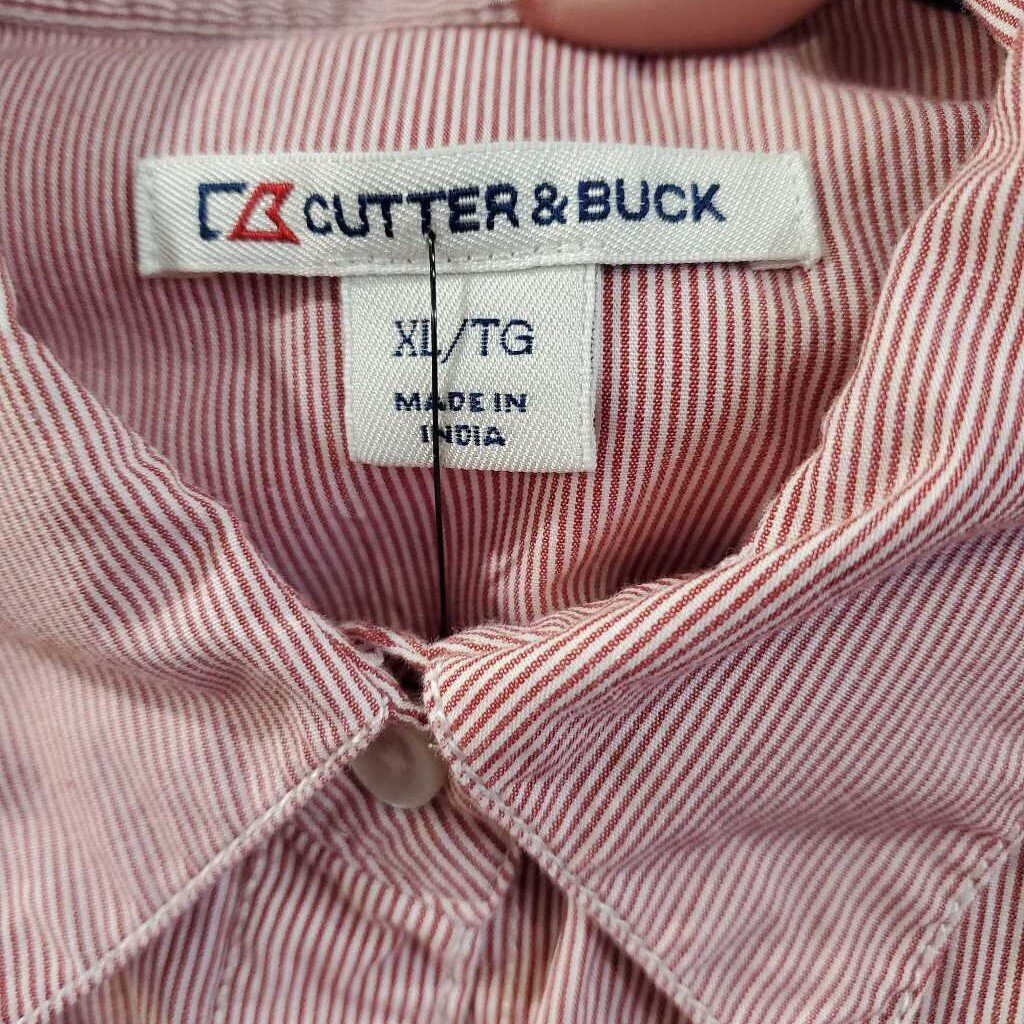 CUTTER & BUCK
XL/TG
MADE IN
INDIA